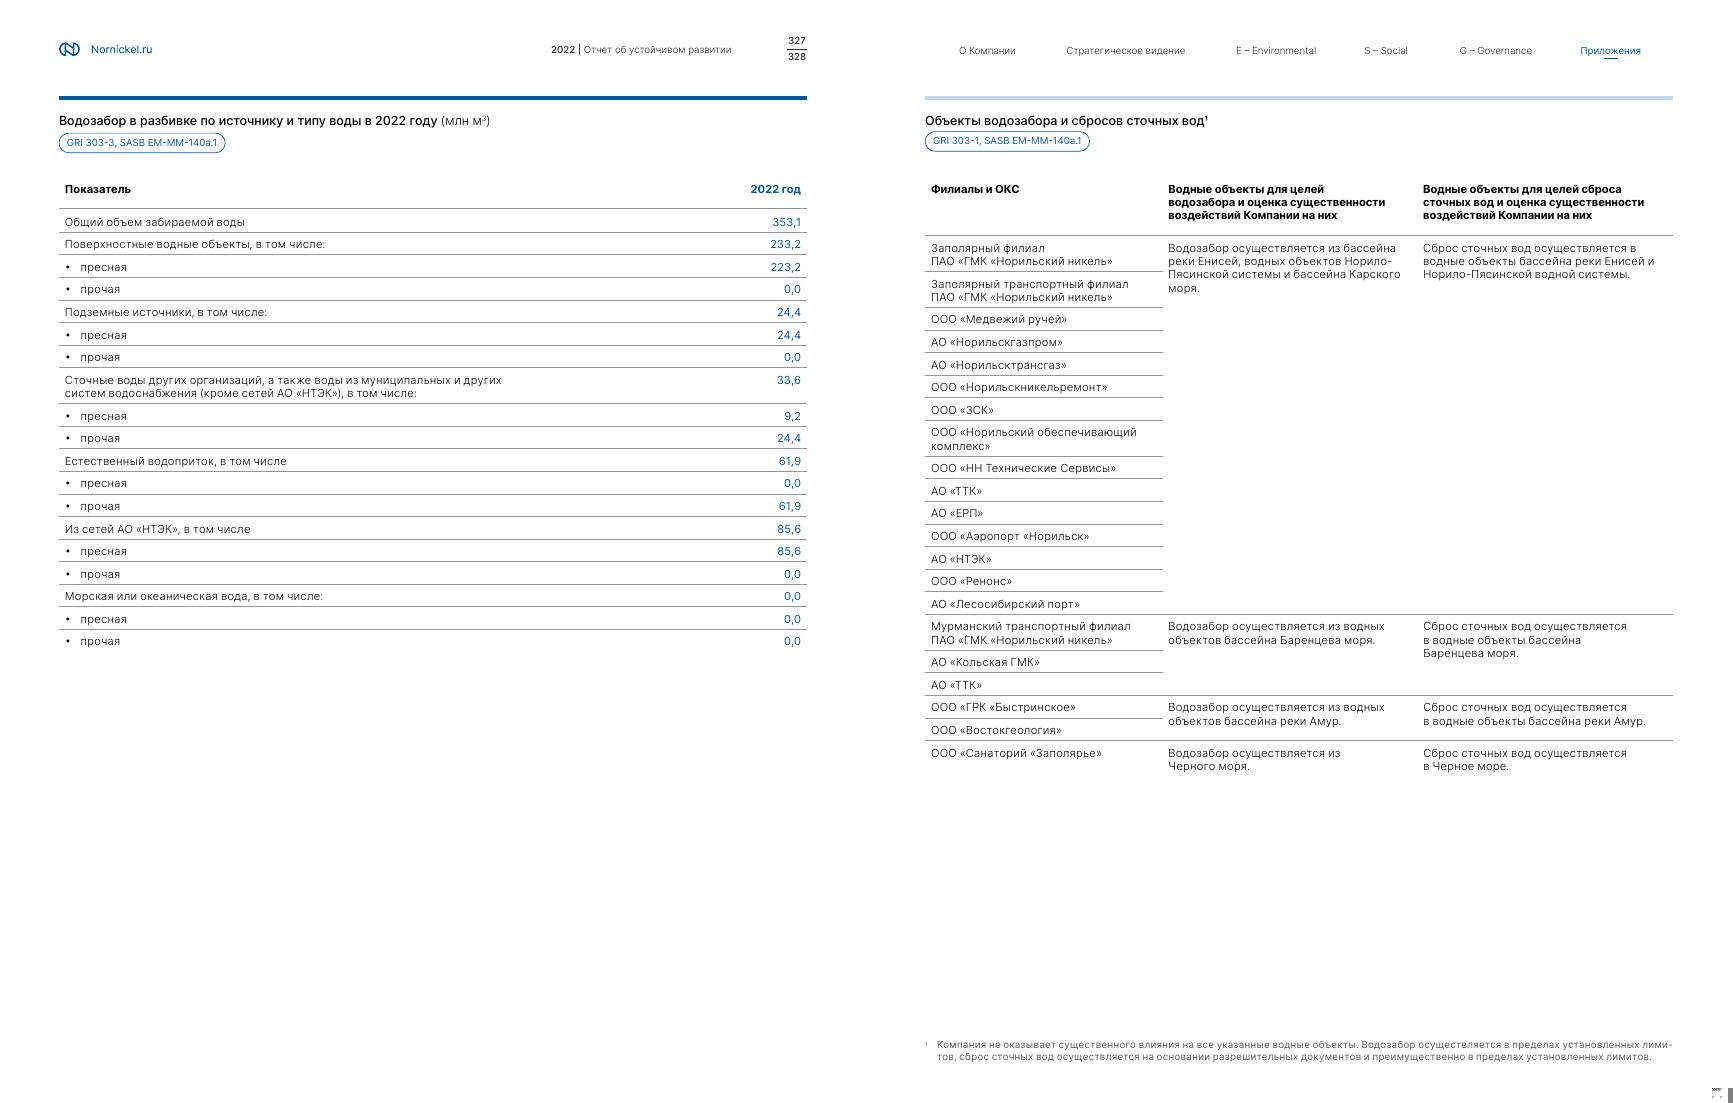 Nornickel.ru
2022 | Отчет об устойчивом развитии
327
328
Водозабор в разбивке по источнику и типу воды в 2022 году (млн м³)
GRI 303-3, SASB EM-MM-140a.1
Показатель 2022 год
Общий объем забираемой воды 353,1
Поверхностные водные объекты, в том числе: 233,2
• пресная 223,2
• прочая 0,0
Подземные источники, в том числе: 24,4
• пресная 24,4
• прочая 0,0
Сточные воды других организаций, а также воды из муниципальных и других 33,6
систем водоснабжения (кроме сетей АО «НТЭК»), в том числе:
• пресная 9,2
• прочая 24,4
Естественный водоприток, в том числе 61,9
• пресная 0,0
• прочая 61,9
Из сетей АО «НТЭК», в том числе 85,6
• пресная 85,6
• прочая 0,0
Морская или океаническая вода, в том числе: 0,0
• пресная 0,0
• прочая 0,0
О Компании Стратегическое видение E – Environmental S – Social G – Governance Приложения
Объекты водозабора и сбросов сточных вод¹
GRI 303-1, SASB EM-MM-140a.1
Филиалы и ОКС
Водные объекты для целей
водозабора и оценка существенности
воздействий Компании на них
Водные объекты для целей сброса
сточных вод и оценка существенности
воздействий Компании на них
Заполярный филиал
ПАО «ГМК «Норильский никель»
Заполярный транспортный филиал
ПАО «ГМК «Норильский никель»
ООО «Медвежий ручей»
АО «Норильскгазпром»
АО «Норильсктрансгаз»
ООО «Норильскникельремонт»
ООО «ЗСК»
ООО «Норильский обеспечивающий
комплекс»
ООО «НН Технические Сервисы»
АО «ТТК»
АО «ЕРП»
ООО «Аэропорт «Норильск»
АО «НТЭК»
ООО «Ренонс»
АО «Лесосибирский порт»
Водозабор осуществляется из бассейна
реки Енисей, водных объектов Норило-
Пясинской системы и бассейна Карского
моря.
Сброс сточных вод осуществляется в
водные объекты бассейна реки Енисей и
Норило-Пясинской водной системы.
Мурманский транспортный филиал
ПАО «ГМК «Норильский никель»
АО «Кольская ГМК»
АО «ТТК»
Водозабор осуществляется из водных
объектов бассейна Баренцева моря.
Сброс сточных вод осуществляется
в водные объекты бассейна
Баренцева моря.
ООО «ГРК «Быстринское»
ООО «Востокгеология»
Водозабор осуществляется из водных
объектов бассейна реки Амур.
Сброс сточных вод осуществляется
в водные объекты бассейна реки Амур.
ООО «Санаторий «Заполярье»
Водозабор осуществляется из
Черного моря.
Сброс сточных вод осуществляется
в Черное море.
¹ Компания не оказывает существенного влияния на все указанные водные объекты. Водозабор осуществляется в пределах установленных лими-
тов, сброс сточных вод осуществляется на основании разрешительных документов и преимущественно в пределах установленных лимитов.